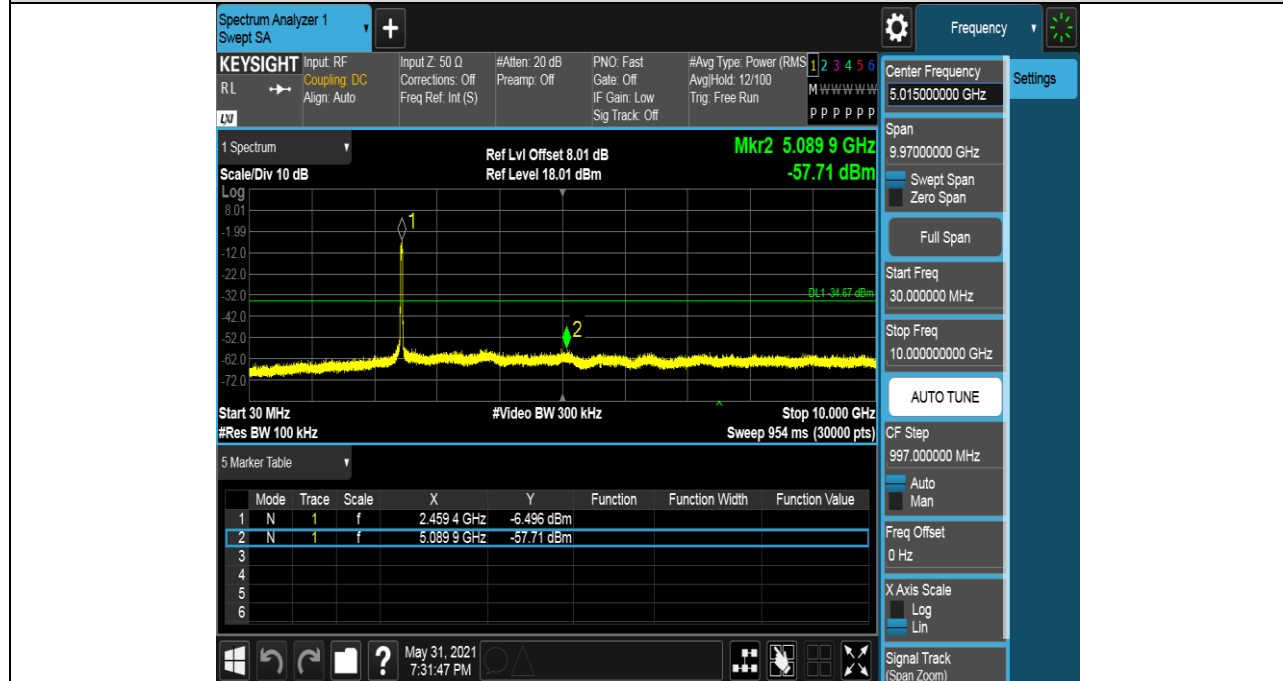 Spectrum Analyzer 1
Swept SA
+
Frequency
KEYSIGHT
RL
LXI
Input: RF
Coupling: DC
Align: Auto
Input Z: 50 Ω
Corrections: Off
Freq Ref: Int (S)
#Atten: 20 dB
Preamp: Off
PNO: Fast
Gate: Off
IF Gain: Low
Sig Track: Off
#Avg Type: Power (RMS
Avg|Hold: 12/100
Trig: Free Run
1 2 3 4 5 6
M W W W W W
P P P P P P
1 Spectrum
Scale/Div 10 dB
Ref Lvl Offset 8.01 dB
Ref Level 18.01 dBm
Mkr2 5.089 9 GHz
-57.71 dBm
Log
8.01
-1.99
-12.0
-22.0
-32.0
-42.0
-52.0
-62.0
-72.0
1
DL1 -34.67 dBm
2
Start 30 MHz
#Video BW 300 kHz
Stop 10.000 GHz
#Res BW 100 kHz
Sweep 954 ms (30000 pts)
5 Marker Table
Mode Trace Scale X Y Function Function Width Function Value
1 N 1 f 2.459 4 GHz -6.496 dBm
2 N 1 f 5.089 9 GHz -57.71 dBm
3
4
5
6
?
May 31, 2021
7:31:47 PM
Center Frequency
5.015000000 GHz
Settings
Span
9.97000000 GHz
Swept Span
Zero Span
Full Span
Start Freq
30.000000 MHz
Stop Freq
10.000000000 GHz
AUTO TUNE
CF Step
997.000000 MHz
Auto
Man
Freq Offset
0 Hz
X Axis Scale
Log
Lin
Signal Track
(Span Zoom)